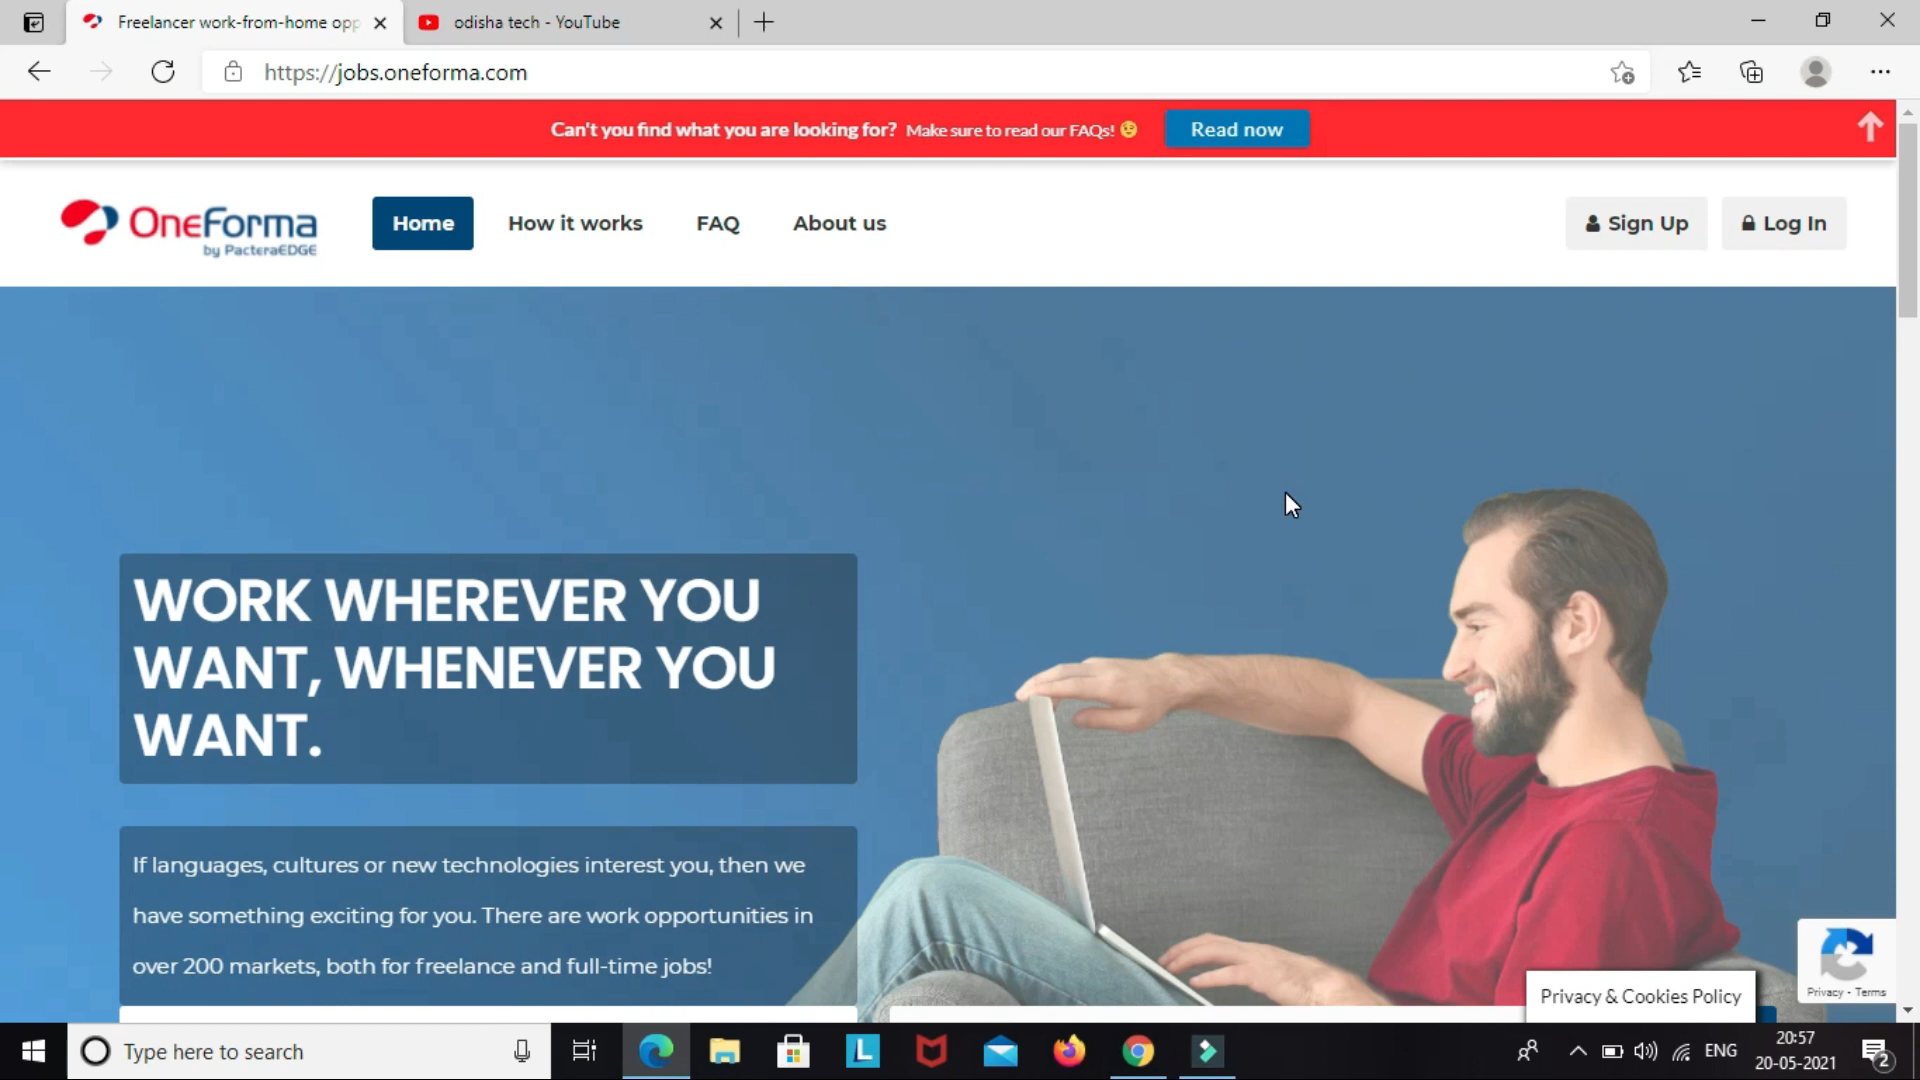 Freelancer work-from-home opp
odisha tech - YouTube
https://jobs.oneforma.com
Can't you find what you are looking for? Make sure to read our FAQs! 😉 Read now
OneForma
by PacteraEDGE
Home
How it works
FAQ
About us
Sign Up
Log In
WORK WHEREVER YOU
WANT, WHENEVER YOU
WANT.
If languages, cultures or new technologies interest you, then we
have something exciting for you. There are work opportunities in
over 200 markets, both for freelance and full-time jobs!
Privacy - Terms
Privacy & Cookies Policy
Type here to search
L
ENG
20:57
20-05-2021
2